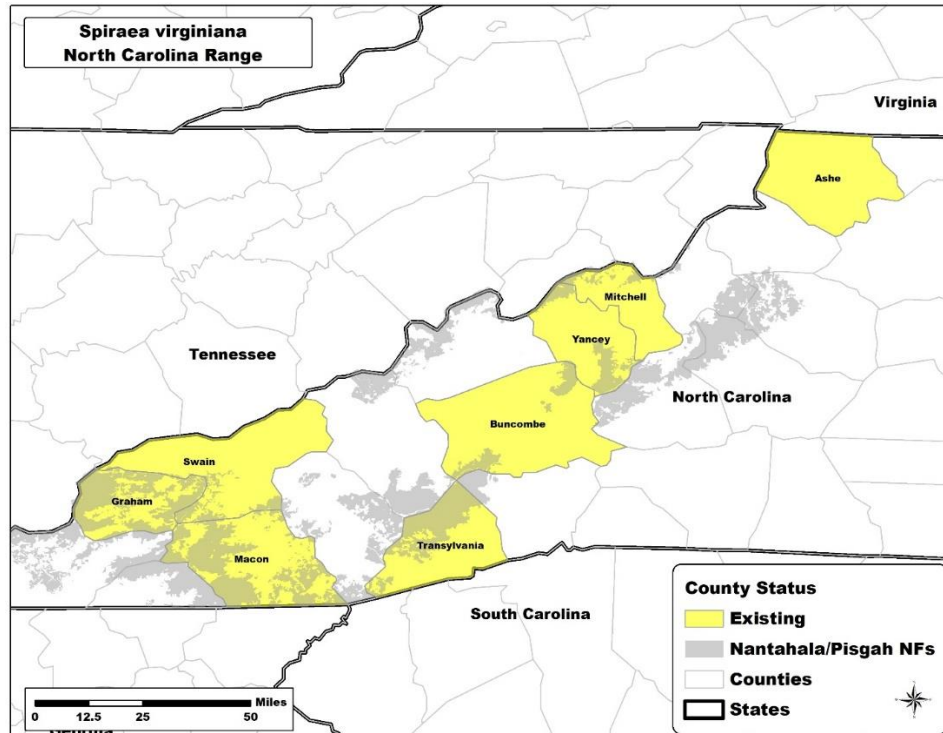 Spiraea virginiana
North Carolina Range
Virginia
Ashe
Mitchell
Yancey
Tennessee
North Carolina
Buncombe
Swain
Graham
Transylvania
Macon
South Carolina
County Status
Existing
Nantahala/Pisgah NFs
Counties
States
Miles
0 12.5 25 50